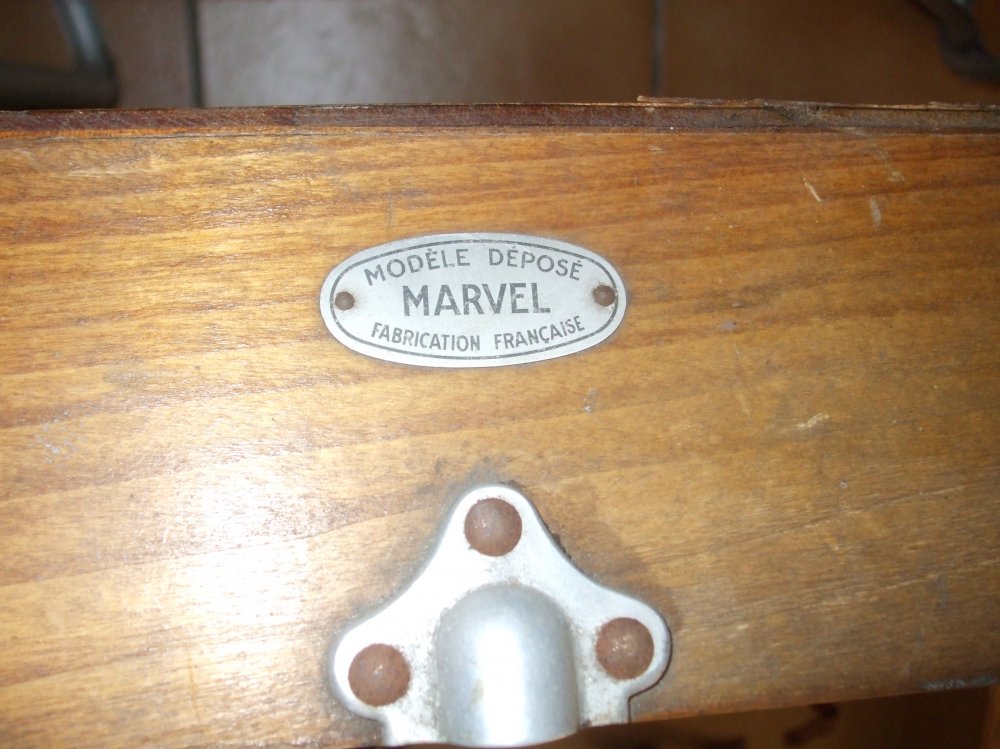 MODÈLE DÉPOSÉ
MARVEL
FABRICATION FRANÇAISE